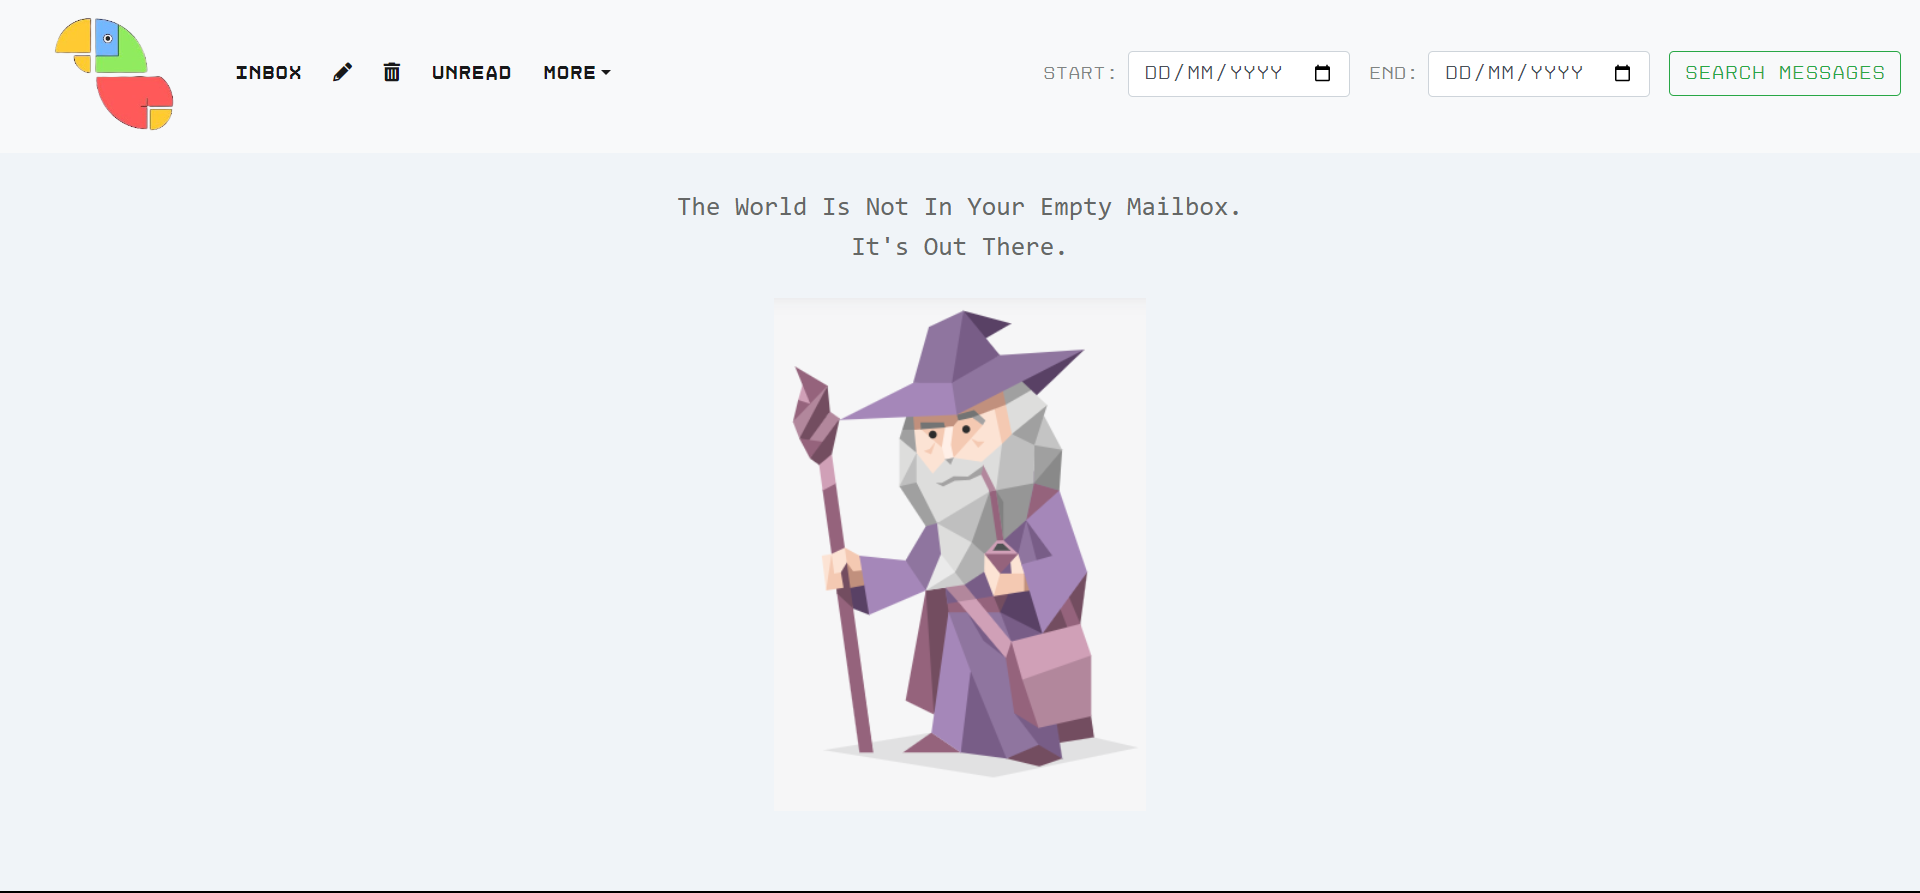 INBOX UNREAD MORE START: DD/MM/YYYY END: DD/MM/YYYY SEARCH MESSAGES
The World Is Not In Your Empty Mailbox.
It's Out There.